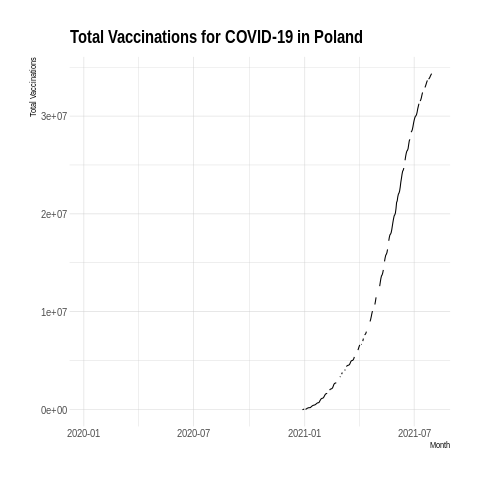 Total Vaccinations for COVID-19 in Poland
Total Vaccinations
3e+07
2e+07
1e+07
0e+00
2020-01 2020-07 2021-01 2021-07
Month